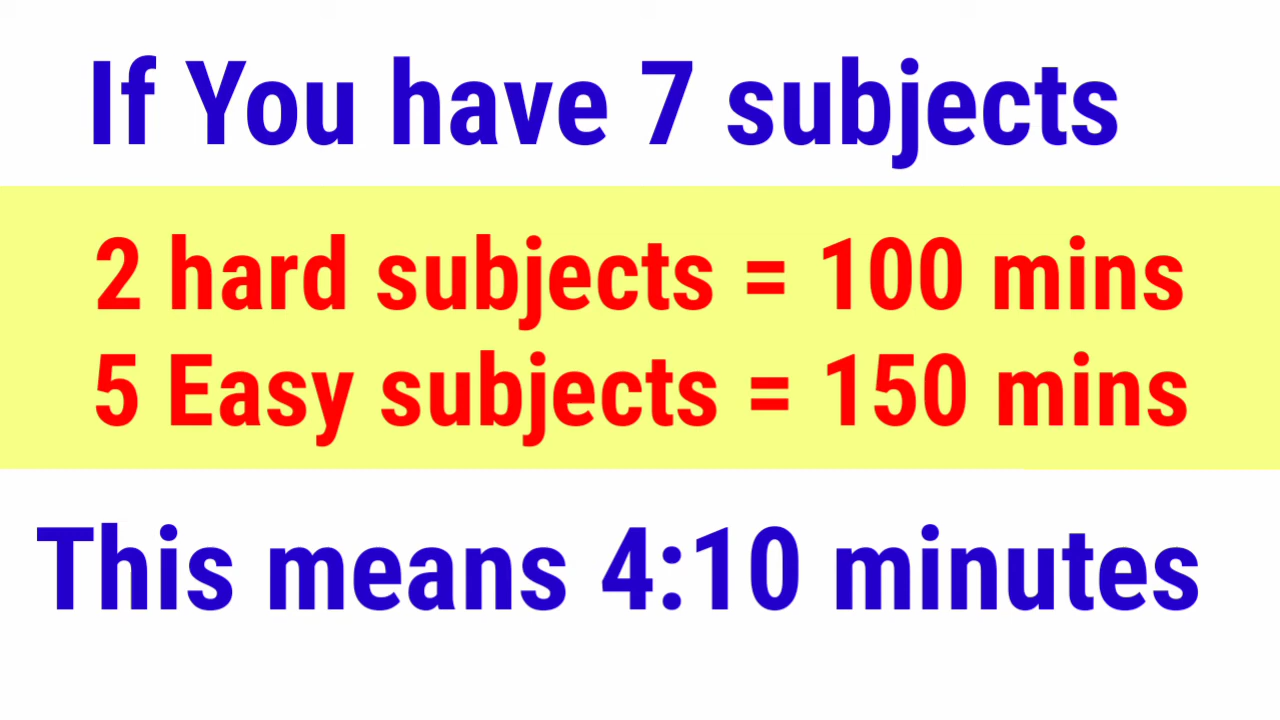 If You have 7 subjects
2 hard subjects = 100 mins
5 Easy subjects = 150 mins
This means 4:10 minutes